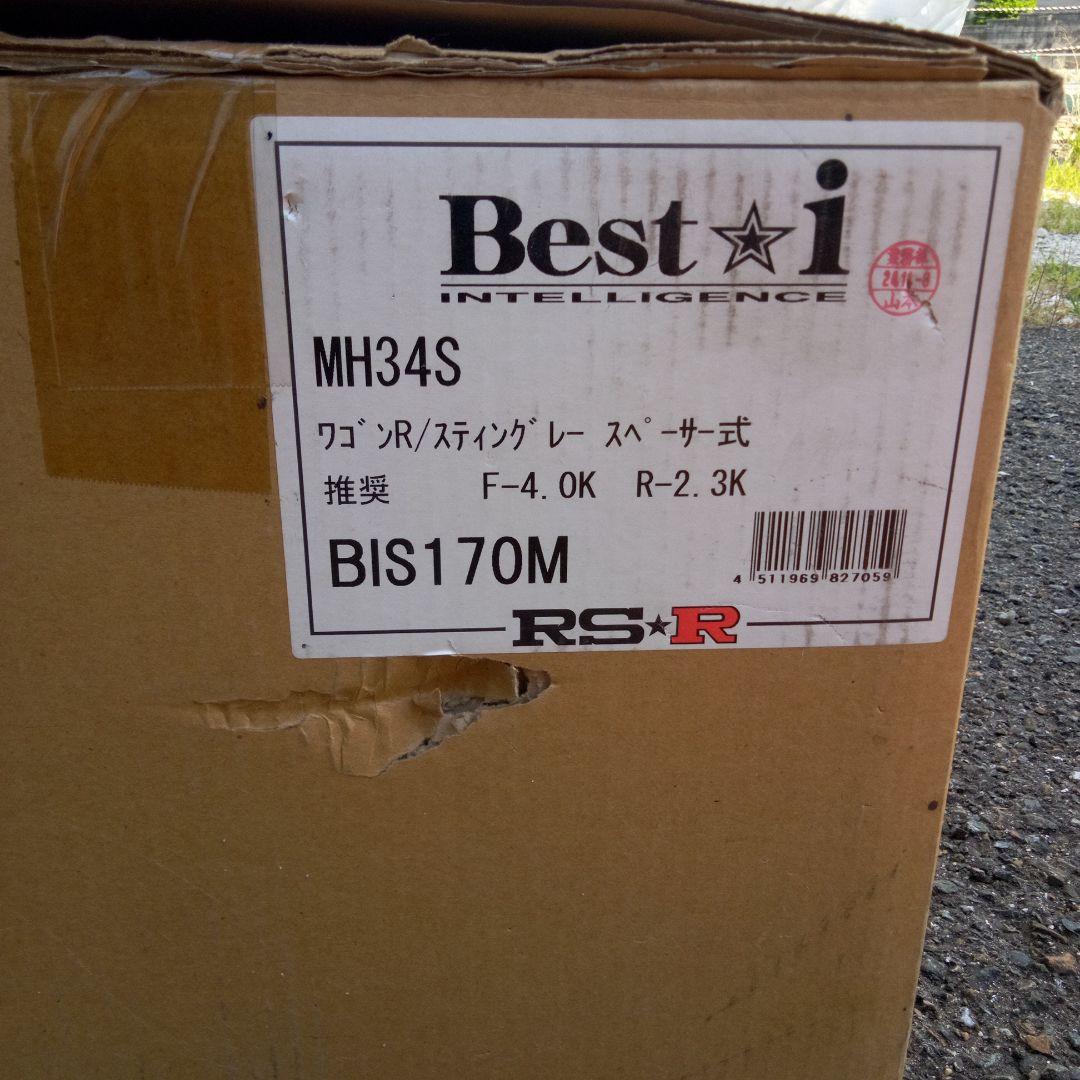 Best☆i
INTELLIGENCE
MH34S
ﾜｺﾞﾝR/ｽﾃｨﾝｸﾞﾚｰ ｽﾍﾟｰｻｰ式
推奨 F-4.0K R-2.3K
BIS170M
4 511969 827059
RS★R